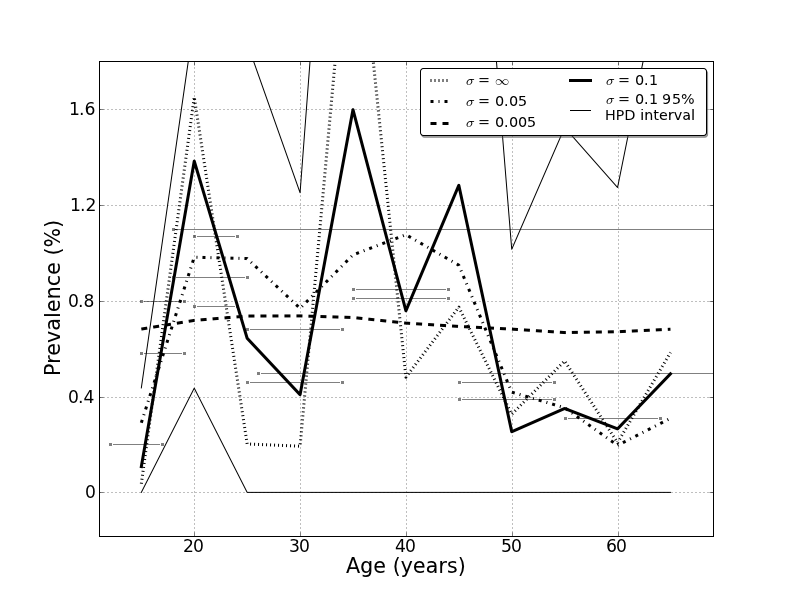 σ = ∞
σ = 0.05
σ = 0.005
σ = 0.1
σ = 0.1 95%
HPD interval
1.6
1.2
0.8
0.4
0
Prevalence (%)
20 30 40 50 60
Age (years)